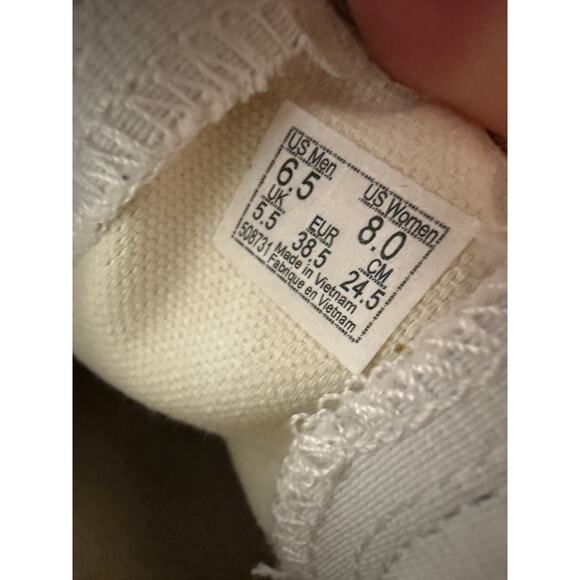 US Men US Women
6.5 8.0
UK EUR CM
5.5 38.5 24.5
508731 Made in Vietnam
Fabriqué en Vietnam